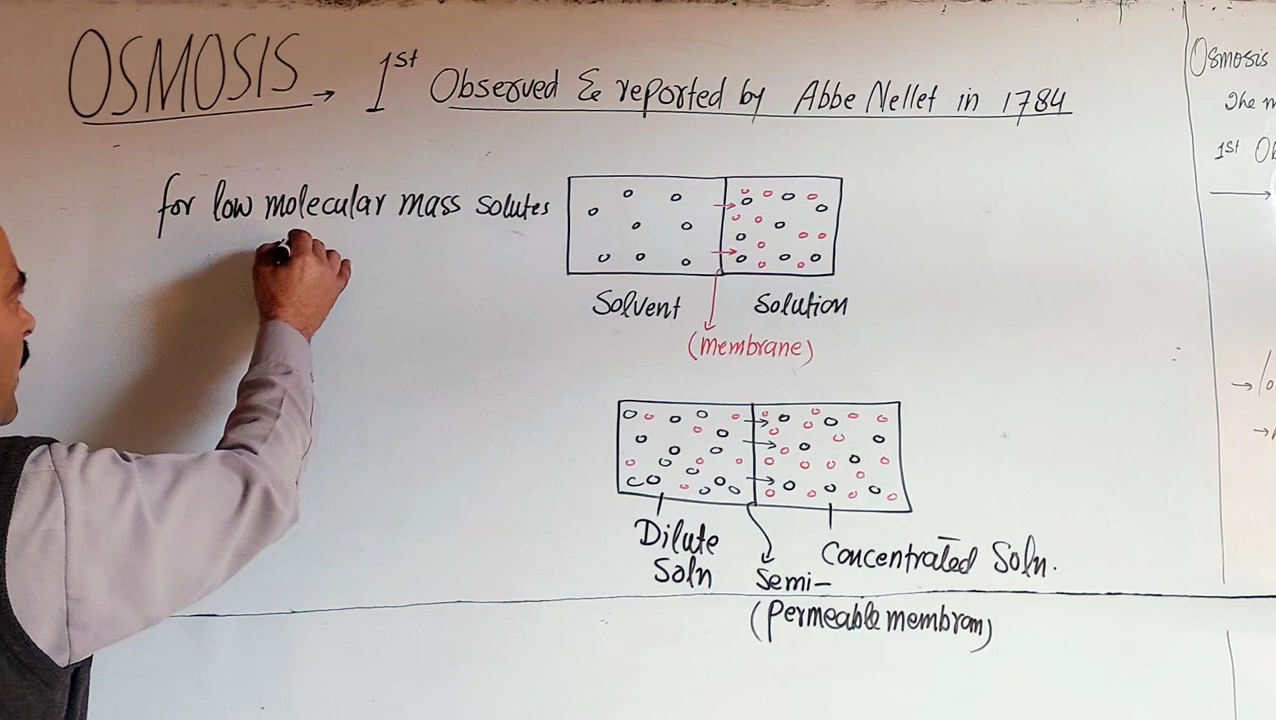 OSMOSIS → 1st Observed & reported by Abbe Nellet in 1784
for low molecular mass solutes
Solvent
Solution
(membrane)
Dilute
Soln
Concentrated Soln.
Semi-
(Permeable membram)
Osmosis
The
1st